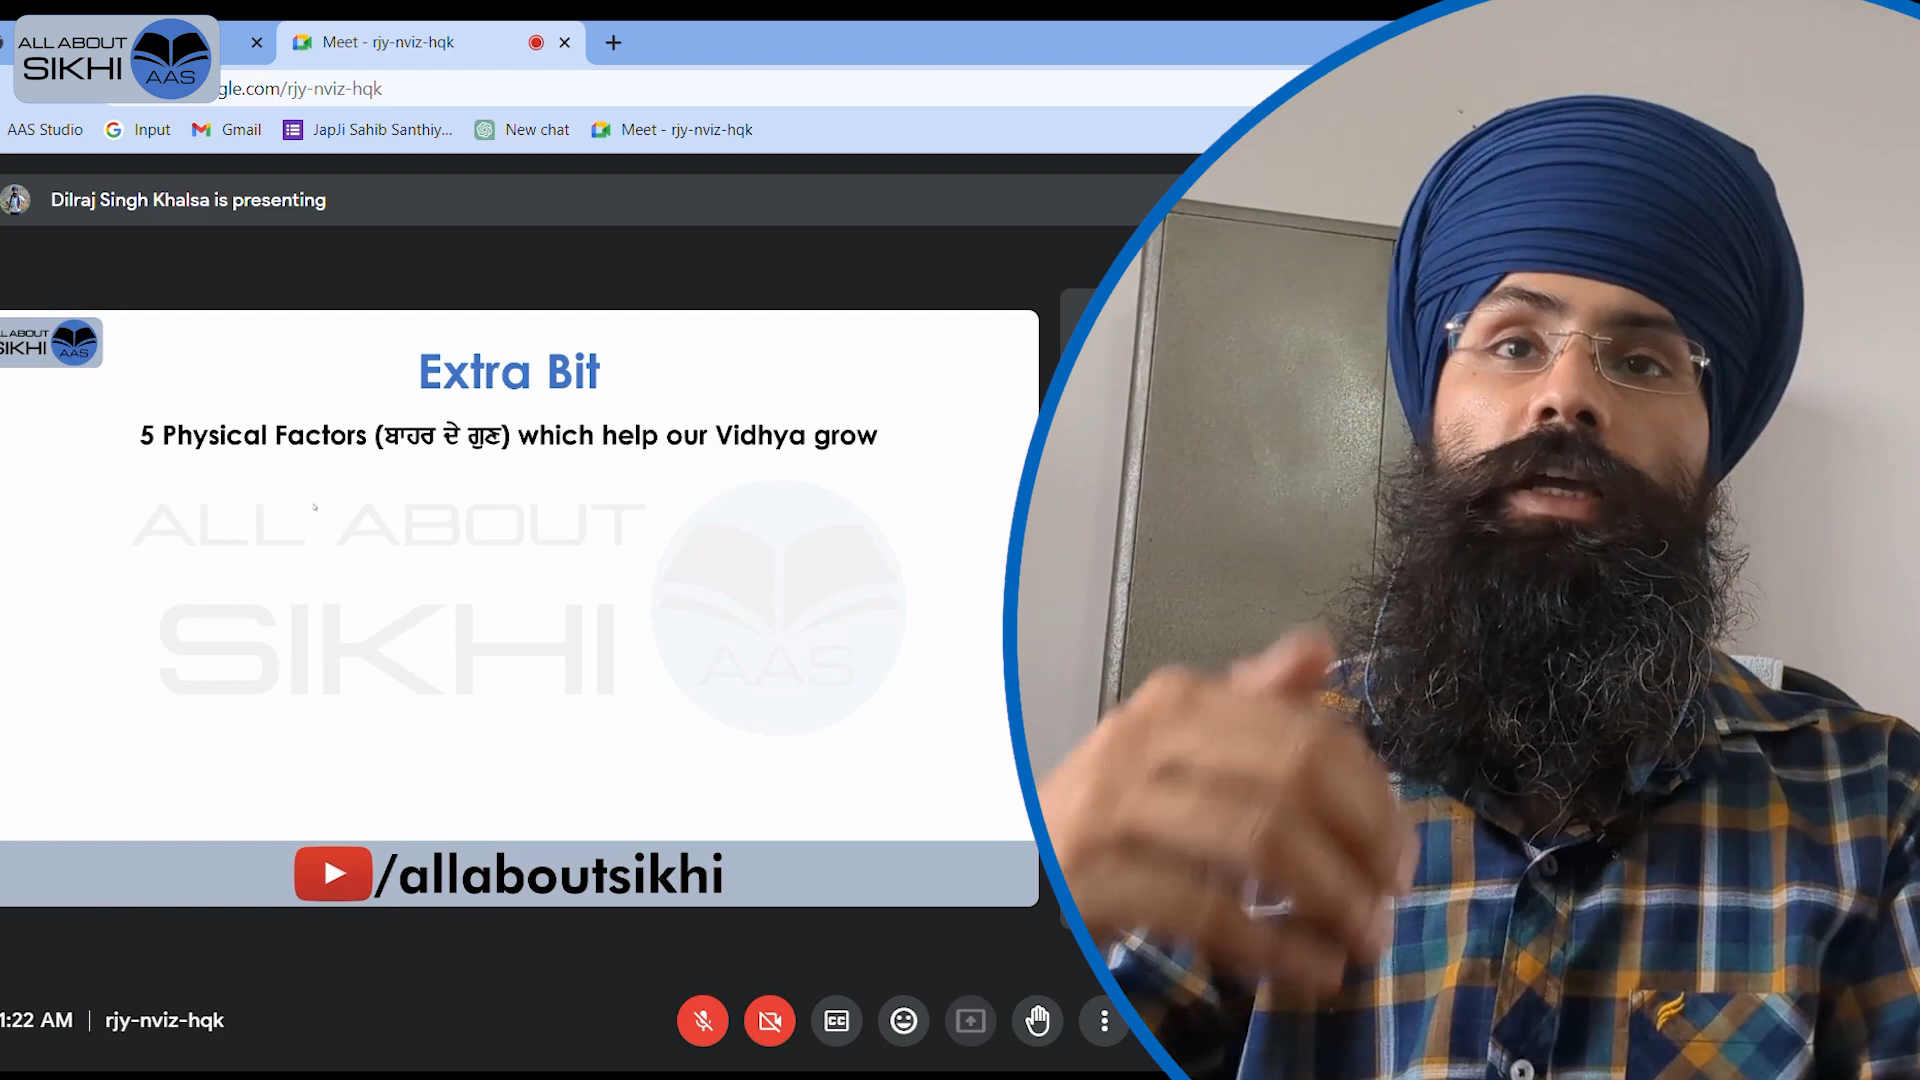 ALL ABOUT
SIKHI
AAS
Meet - rjy-nviz-hqk
gle.com/rjy-nviz-hqk
AAS Studio
Input
Gmail
JapJi Sahib Santhiy...
New chat
Meet - rjy-nviz-hqk
Dilraj Singh Khalsa is presenting
ABOUT
SIKHI
AAS
Extra Bit
5 Physical Factors (ਬਾਹਰ ਦੇ ਗੁਣ) which help our Vidhya grow
ALL ABOUT
SIKHI
AAS
/allaboutsikhi
1:22 AM | rjy-nviz-hqk
CC